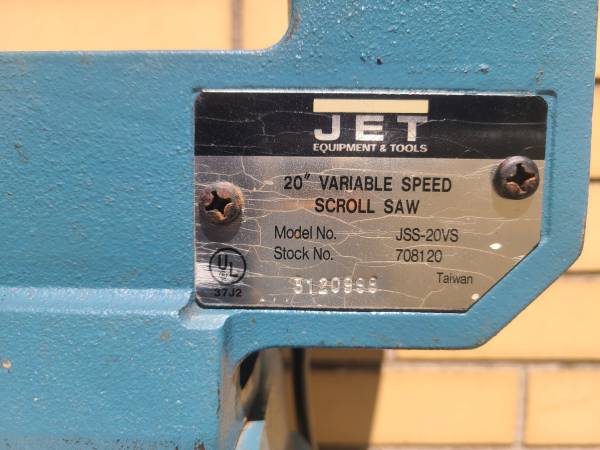 JET
EQUIPMENT & TOOLS
20" VARIABLE SPEED
SCROLL SAW
Model No. JSS-20VS
Stock No. 708120
Taiwan
UL
37J2